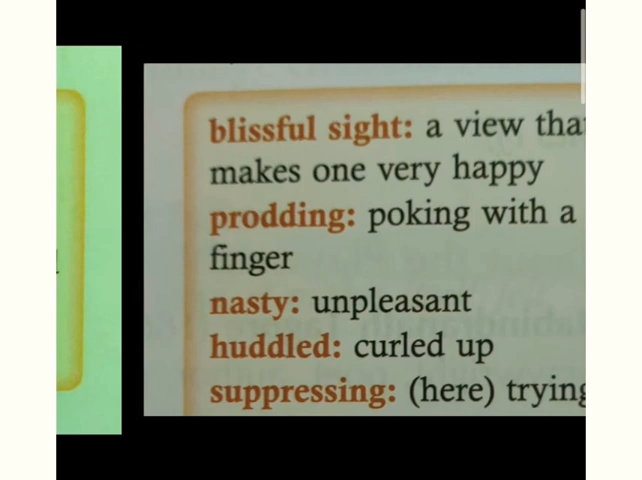 blissful sight: a view that
makes one very happy
prodding: poking with a
finger
nasty: unpleasant
huddled: curled up
suppressing: (here) trying